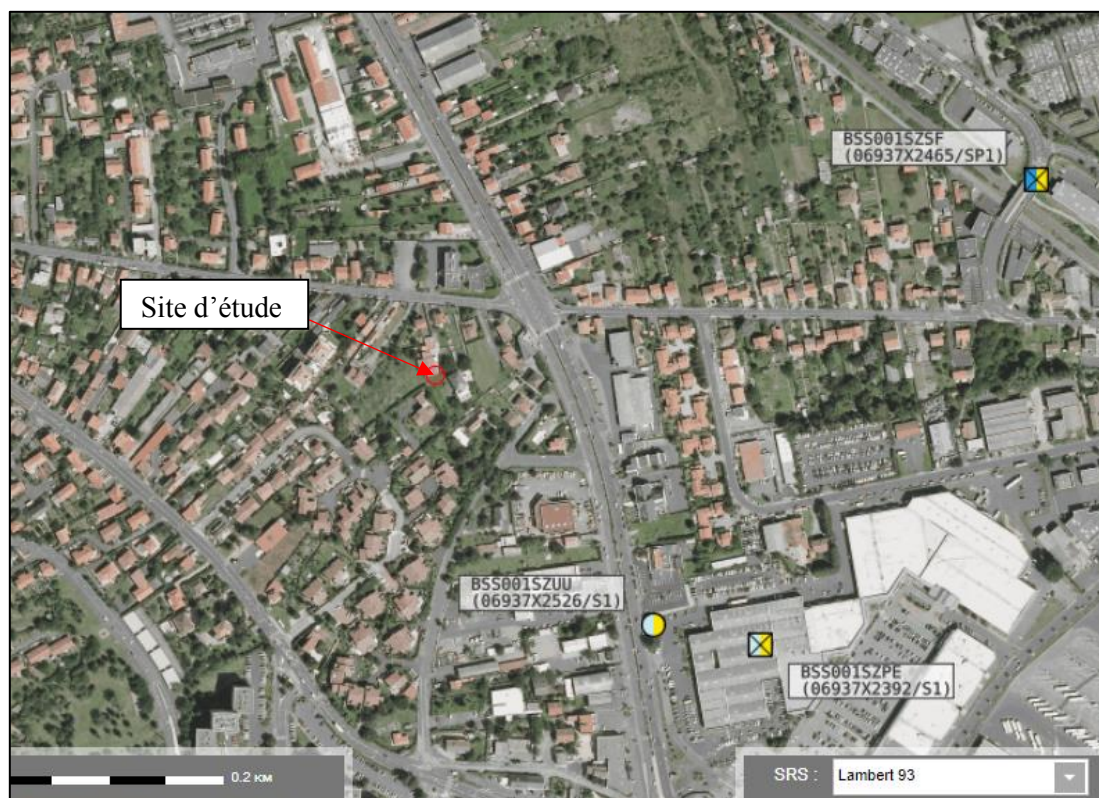 BSS001SZSF
(06937X2465/SP1)
Site d'étude
BSS001SZUU
(06937X2526/S1)
BSS001SZPE
(06937X2392/S1)
0.2 км
SRS : Lambert 93